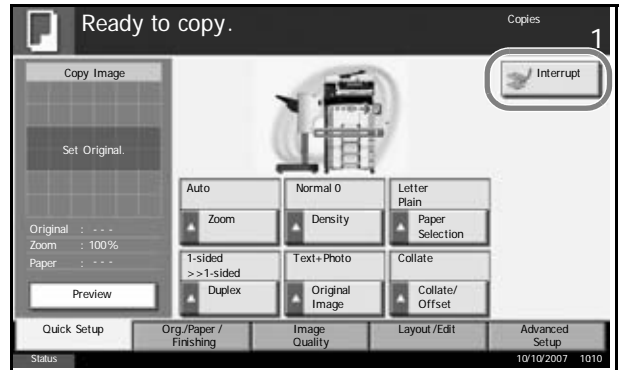 Ready to copy.
Copies
1
Copy Image
Interrupt
Set Original.
Original : - - -
Zoom : 100%
Paper : - - -
Preview
Auto
Zoom
Normal 0
Density
Letter
Plain
Paper
Selection
1-sided
>>1-sided
Duplex
Text+Photo
Original
Image
Collate
Collate/
Offset
Quick Setup
Org./Paper /
Finishing
Image
Quality
Layout/Edit
Advanced
Setup
Status
10/10/2007 1010